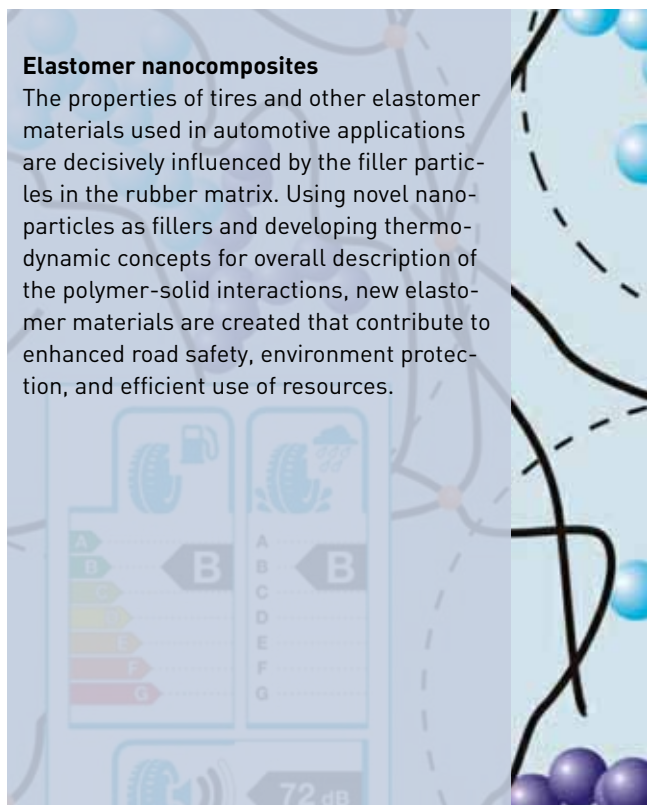 Elastomer nanocomposites
The properties of tires and other elastomer
materials used in automotive applications
are decisively influenced by the filler partic-
les in the rubber matrix. Using novel nano-
particles as fillers and developing thermo-
dynamic concepts for overall description of
the polymer-solid interactions, new elasto-
mer materials are created that contribute to
enhanced road safety, environment protec-
tion, and efficient use of resources.
A
B
C
D
E
F
G
B
A
B
C
D
E
F
G
B
72 dB